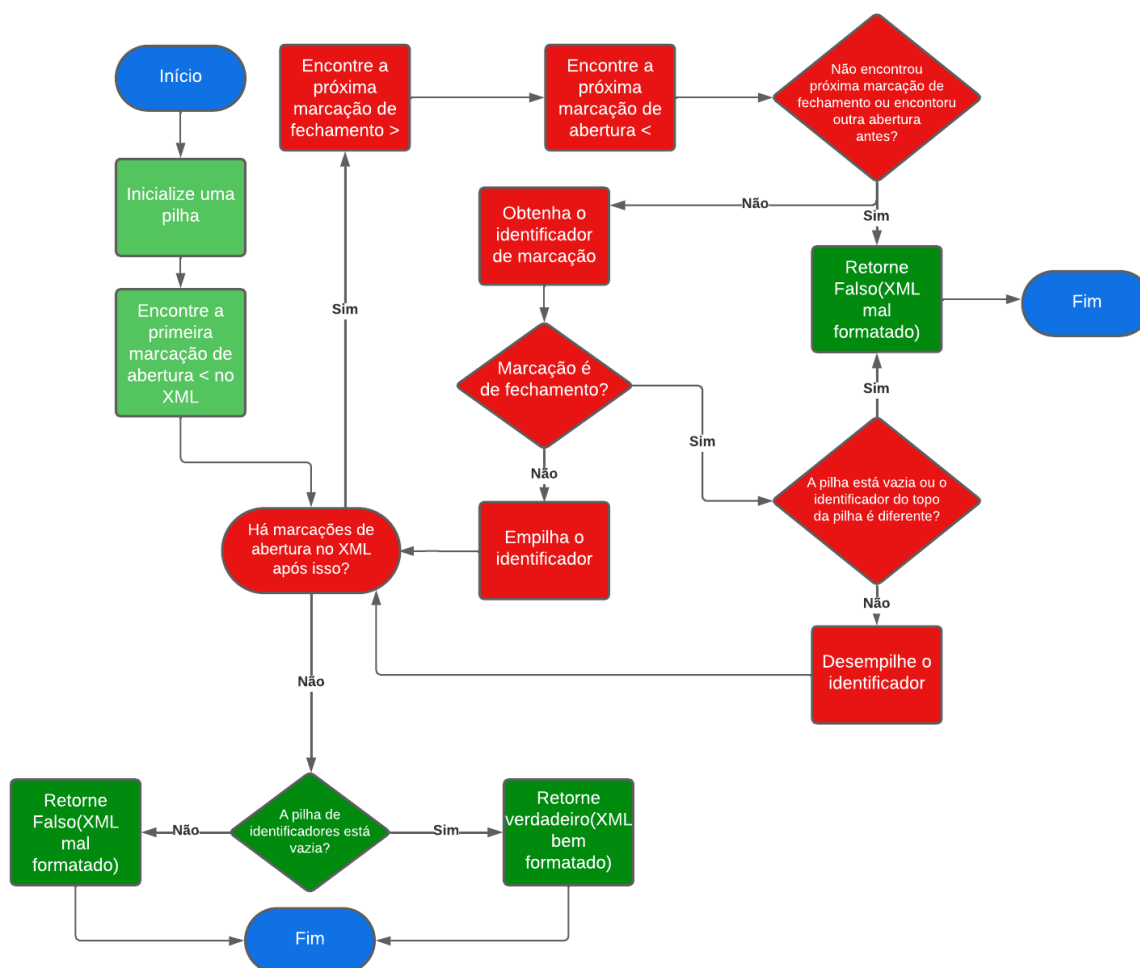 Início
Inicialize uma
pilha
Encontre a
primeira
marcação de
abertura < no
XML
Há marcações de
abertura no XML
após isso?
Sim
Encontre a
próxima
marcação de
fechamento >
Encontre a
próxima
marcação de
abertura <
Não encontrou
próxima marcação de
fechamento ou encontoru
outra abertura
antes?
Não
Sim
Obtenha o
identificador
de marcação
Retorne
Falso(XML
mal
formatado)
Fim
Marcação é
de fechamento?
Sim
Não
Sim
A pilha está vazia ou o
identificador do topo
da pilha é diferente?
Empilha o
identificador
Não
Desempilhe o
identificador
Não
A pilha de
identificadores está
vazia?
Não
Sim
Retorne
Falso(XML
mal
formatado)
Retorne
verdadeiro(XML
bem
formatado)
Fim